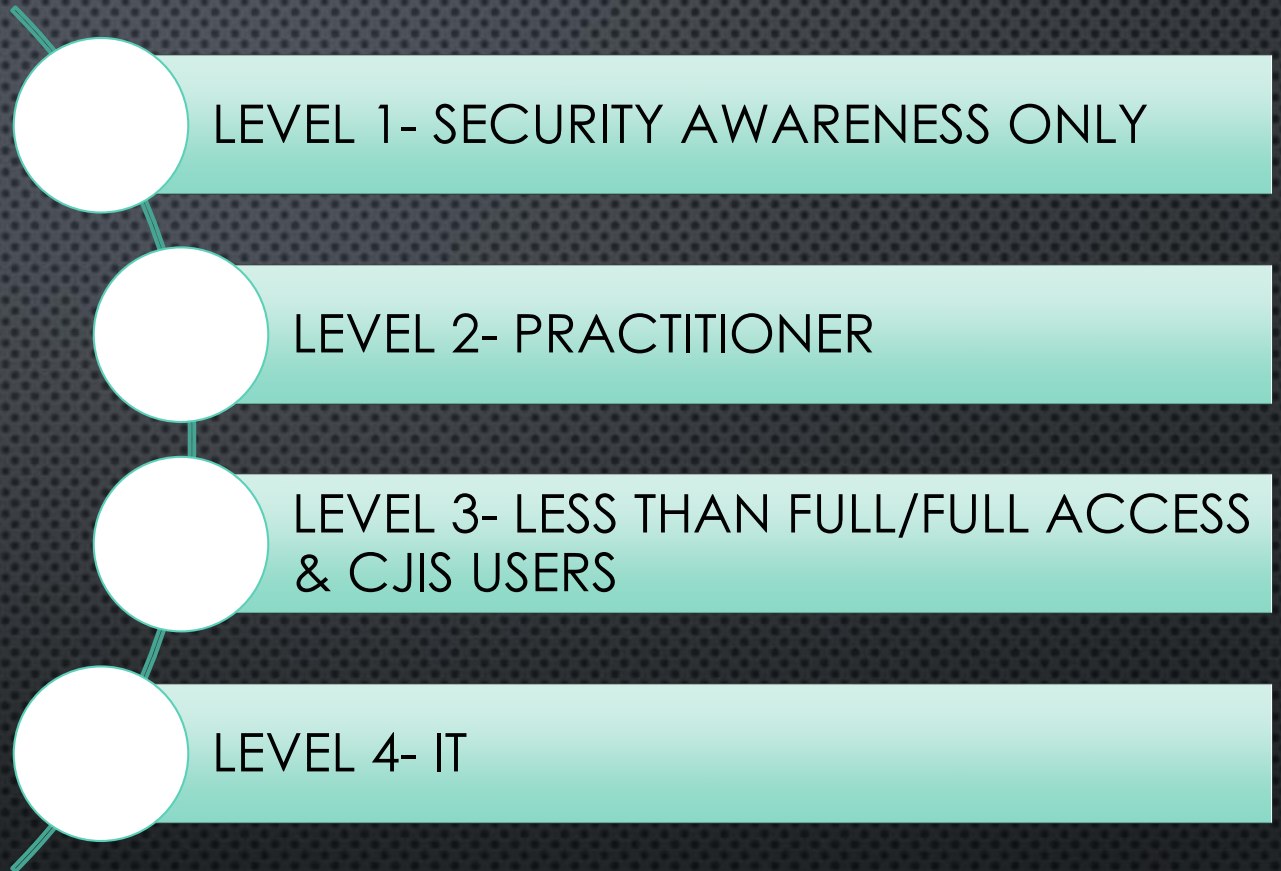 LEVEL 1- SECURITY AWARENESS ONLY
LEVEL 2- PRACTITIONER
LEVEL 3- LESS THAN FULL/FULL ACCESS
& CJIS USERS
LEVEL 4- IT